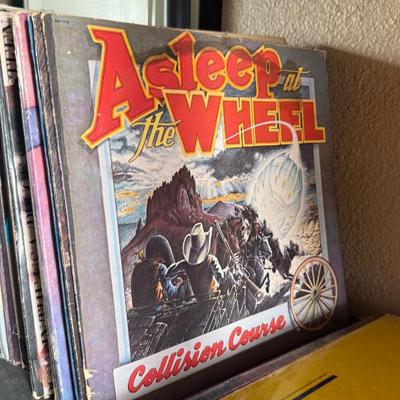 Asleep at
the WHEEL
Collision Course